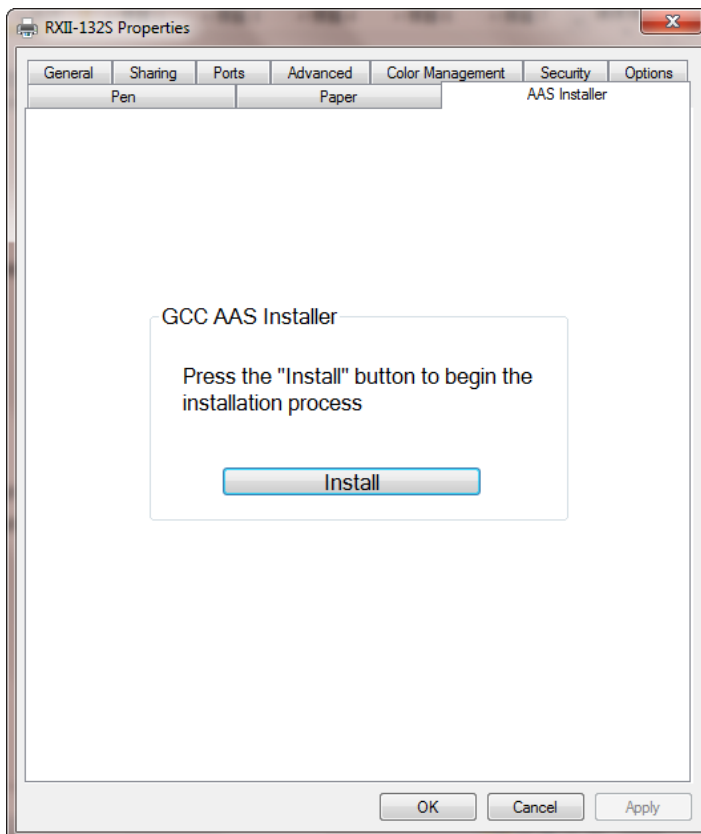 RXII-132S Properties
General Sharing Ports Advanced Color Management Security Options
Pen Paper AAS Installer
GCC AAS Installer
Press the "Install" button to begin the
installation process
Install
OK Cancel Apply